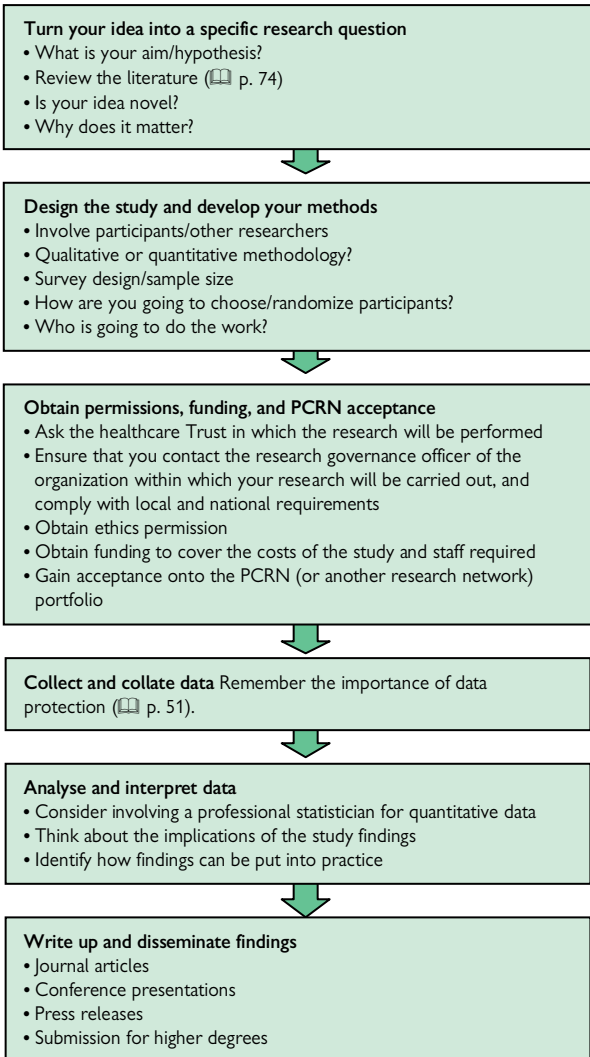 Turn your idea into a specific research question
• What is your aim/hypothesis?
• Review the literature (📖 p. 74)
• Is your idea novel?
• Why does it matter?
Design the study and develop your methods
• Involve participants/other researchers
• Qualitative or quantitative methodology?
• Survey design/sample size
• How are you going to choose/randomize participants?
• Who is going to do the work?
Obtain permissions, funding, and PCRN acceptance
• Ask the healthcare Trust in which the research will be performed
• Ensure that you contact the research governance officer of the
organization within which your research will be carried out, and
comply with local and national requirements
• Obtain ethics permission
• Obtain funding to cover the costs of the study and staff required
• Gain acceptance onto the PCRN (or another research network)
portfolio
Collect and collate data Remember the importance of data
protection (📖 p. 51).
Analyse and interpret data
• Consider involving a professional statistician for quantitative data
• Think about the implications of the study findings
• Identify how findings can be put into practice
Write up and disseminate findings
• Journal articles
• Conference presentations
• Press releases
• Submission for higher degrees